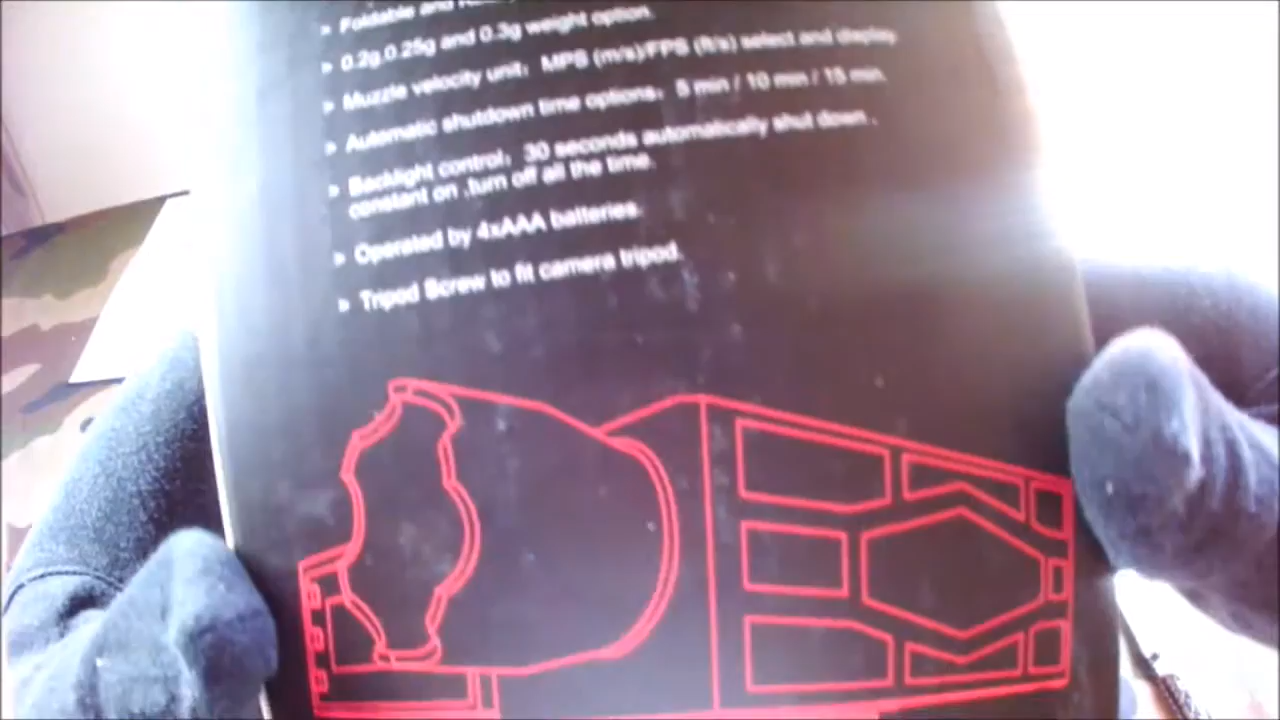 » Foldable and
» 0.2g,0.25g and 0.3g weight option.
» Muzzle velocity unit: MPS (m/s)/FPS (ft/s) select and display.
» Automatic shutdown time options: 5 min / 10 min / 15 min.
» Backlight control: 30 seconds automatically shut down .
constant on ,turn off all the time.
» Operated by 4xAAA batteries.
» Tripod Screw to fit camera tripod.